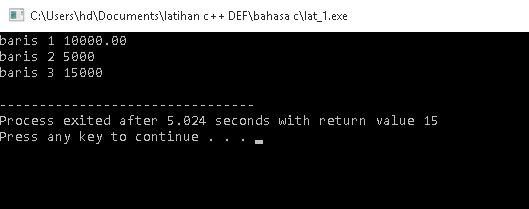 C:\Users\hd\Documents\latihan c++ DEF\bahasa c\lat_1.exe
baris 1 10000.00
baris 2 5000
baris 3 15000
--------------------------------
Process exited after 5.024 seconds with return value 15
Press any key to continue . . .